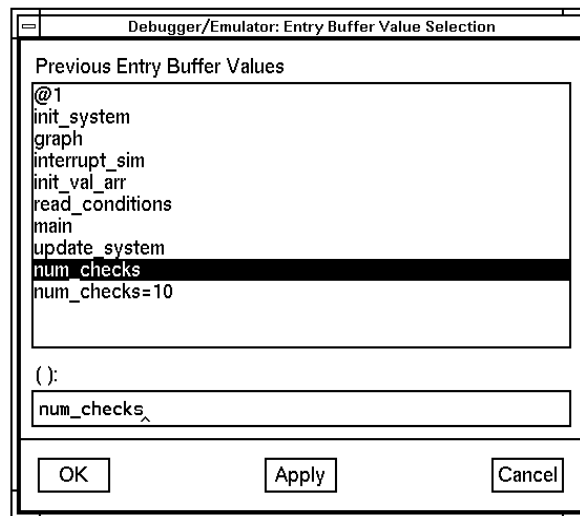 Debugger/Emulator: Entry Buffer Value Selection
Previous Entry Buffer Values
@1
init_system
graph
interrupt_sim
init_val_arr
read_conditions
main
update_system
num_checks
num_checks=10
( ):
num_checks
OK Apply Cancel